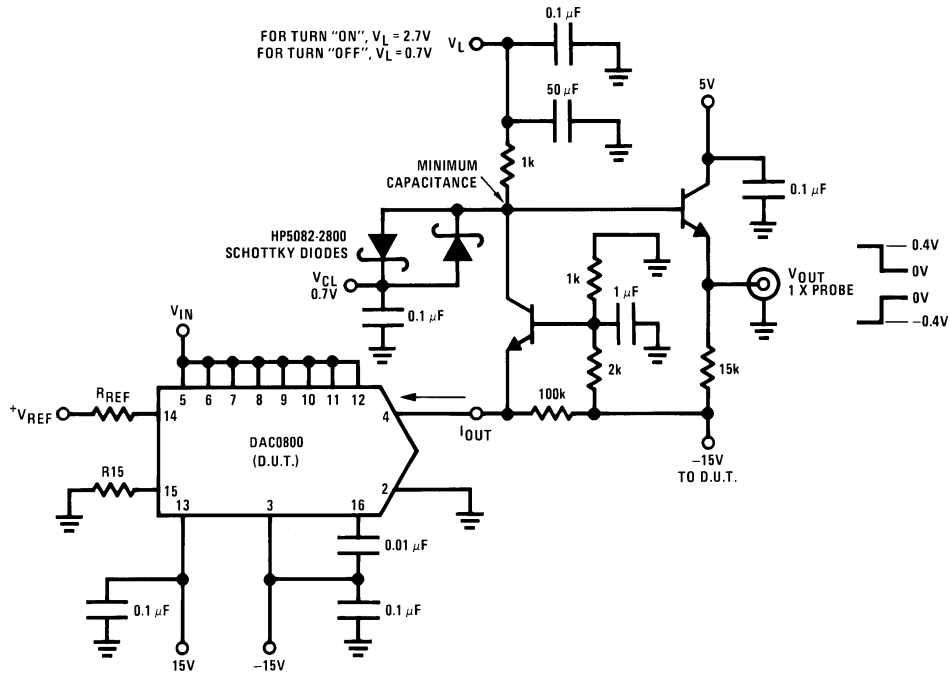 0.1 µF
FOR TURN "ON", VL = 2.7V
FOR TURN "OFF", VL = 0.7V
VL
50 µF
5V
1k
MINIMUM
CAPACITANCE
0.1 µF
HP5082-2800
SCHOTTKY DIODES
VCL
0.7V
0.1 µF
1k
1 µF
2k
VOUT
1 X PROBE
0.4V
0V
0V
−0.4V
15k
VIN
5 6 7 8 9 10 11 12
+VREF
RREF
14
4
IOUT
100k
−15V
TO D.U.T.
DAC0800
(D.U.T.)
R15
15
2
13
3
16
0.01 µF
0.1 µF
0.1 µF
15V
−15V